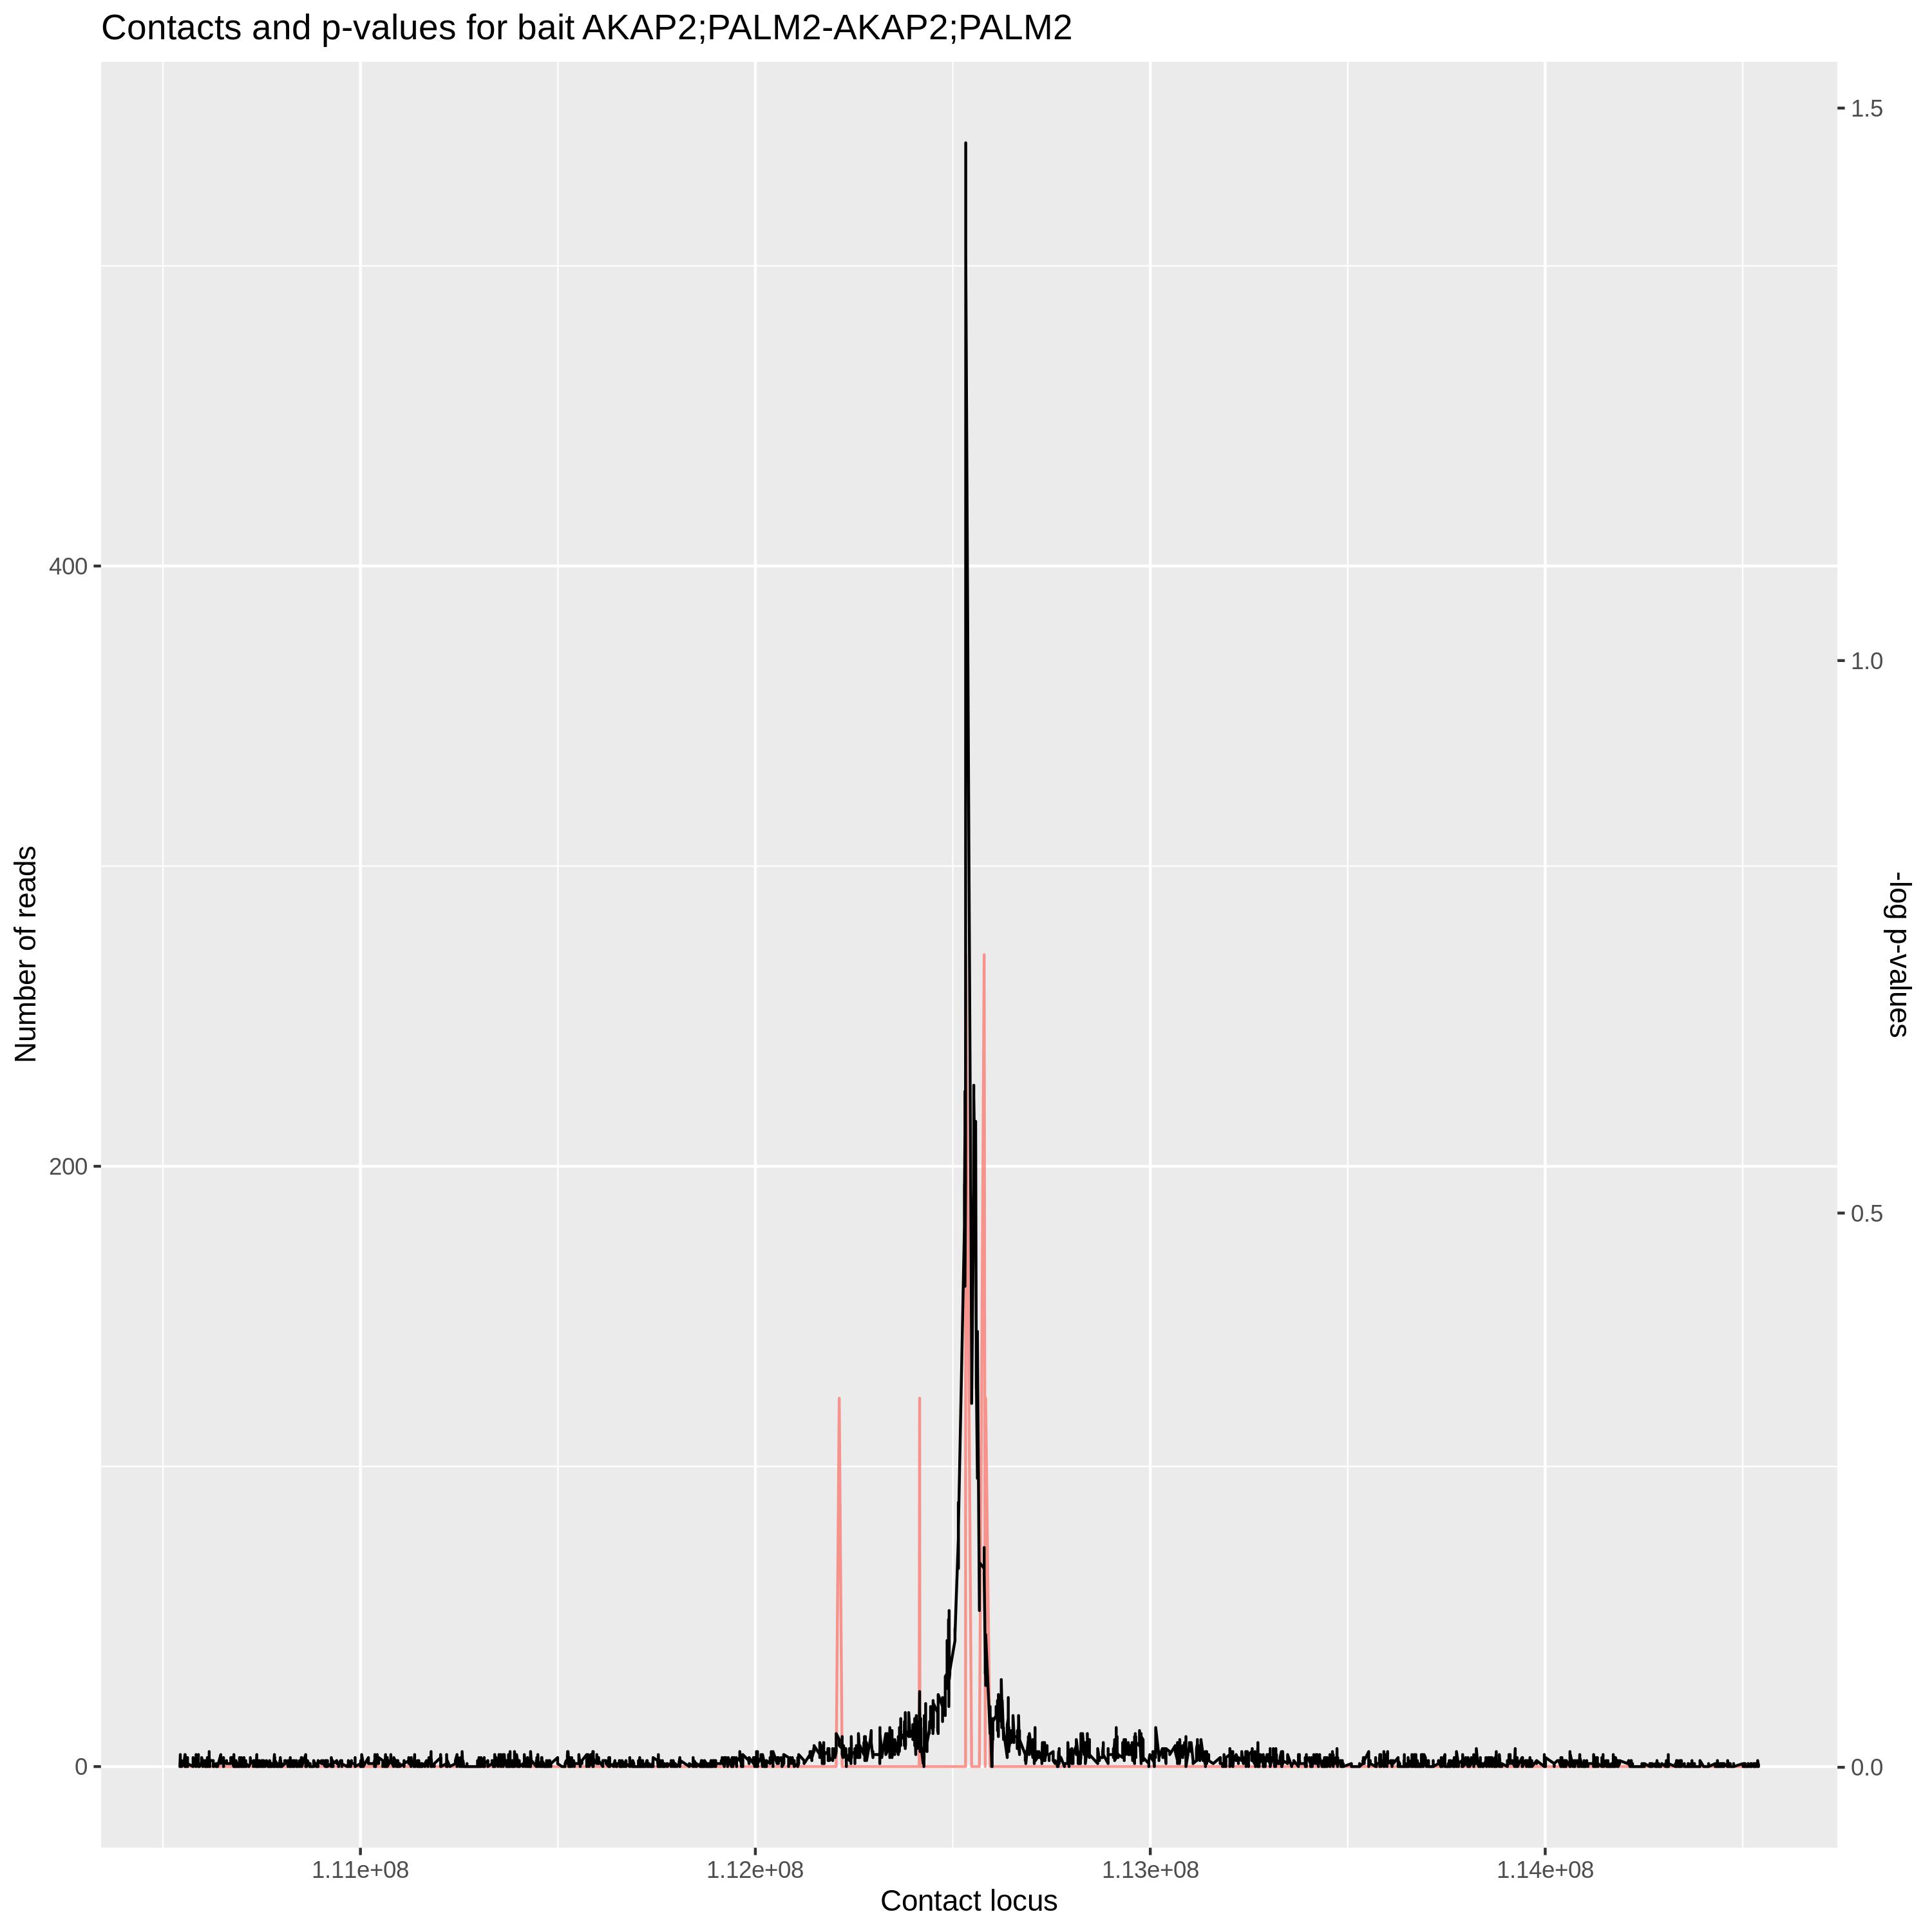 Contacts and p-values for bait AKAP2;PALM2-AKAP2;PALM2
1.5
400
1.0
Number of reads
-log p-values
200
0.5
0
0.0
1.11e+08
1.12e+08
1.13e+08
1.14e+08
Contact locus